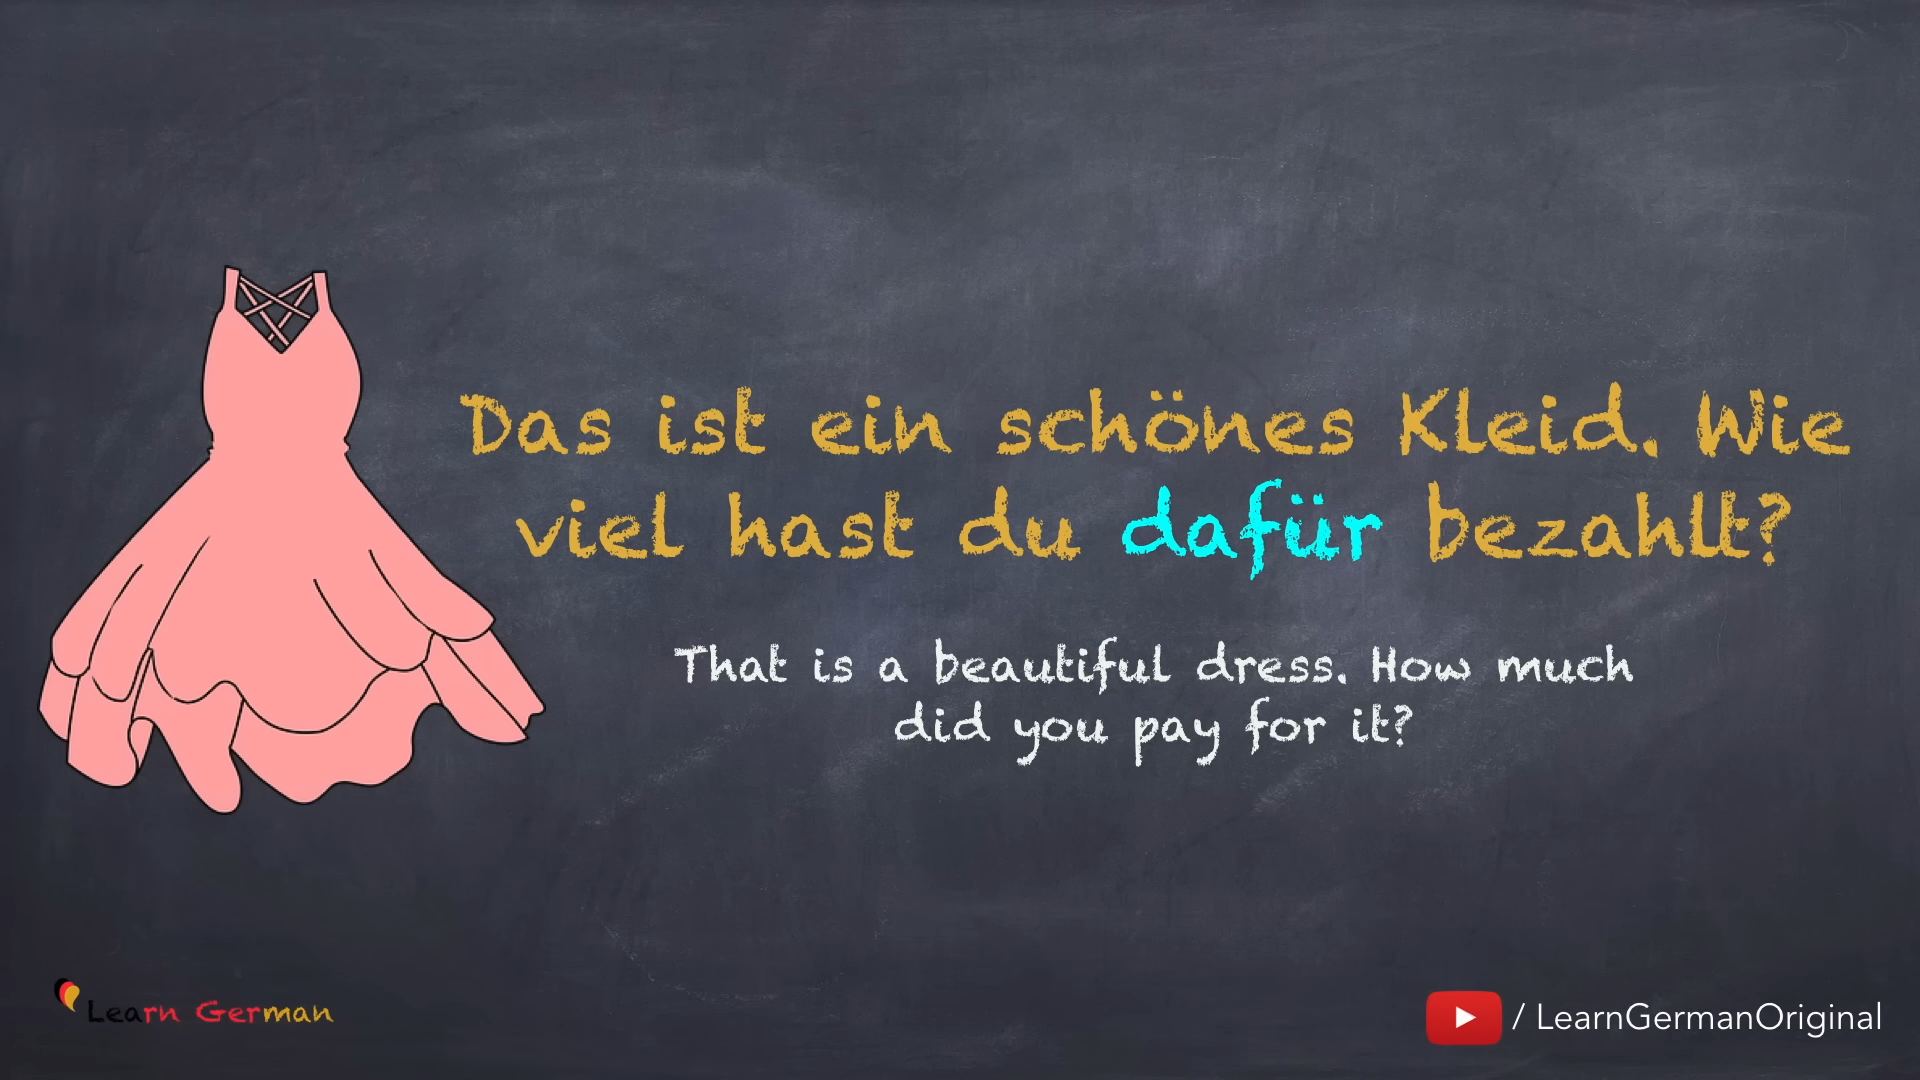 Das ist ein schönes Kleid. Wie
viel hast du dafür bezahlt?
That is a beautiful dress. How much
did you pay for it?
Learn German
/ LearnGermanOriginal